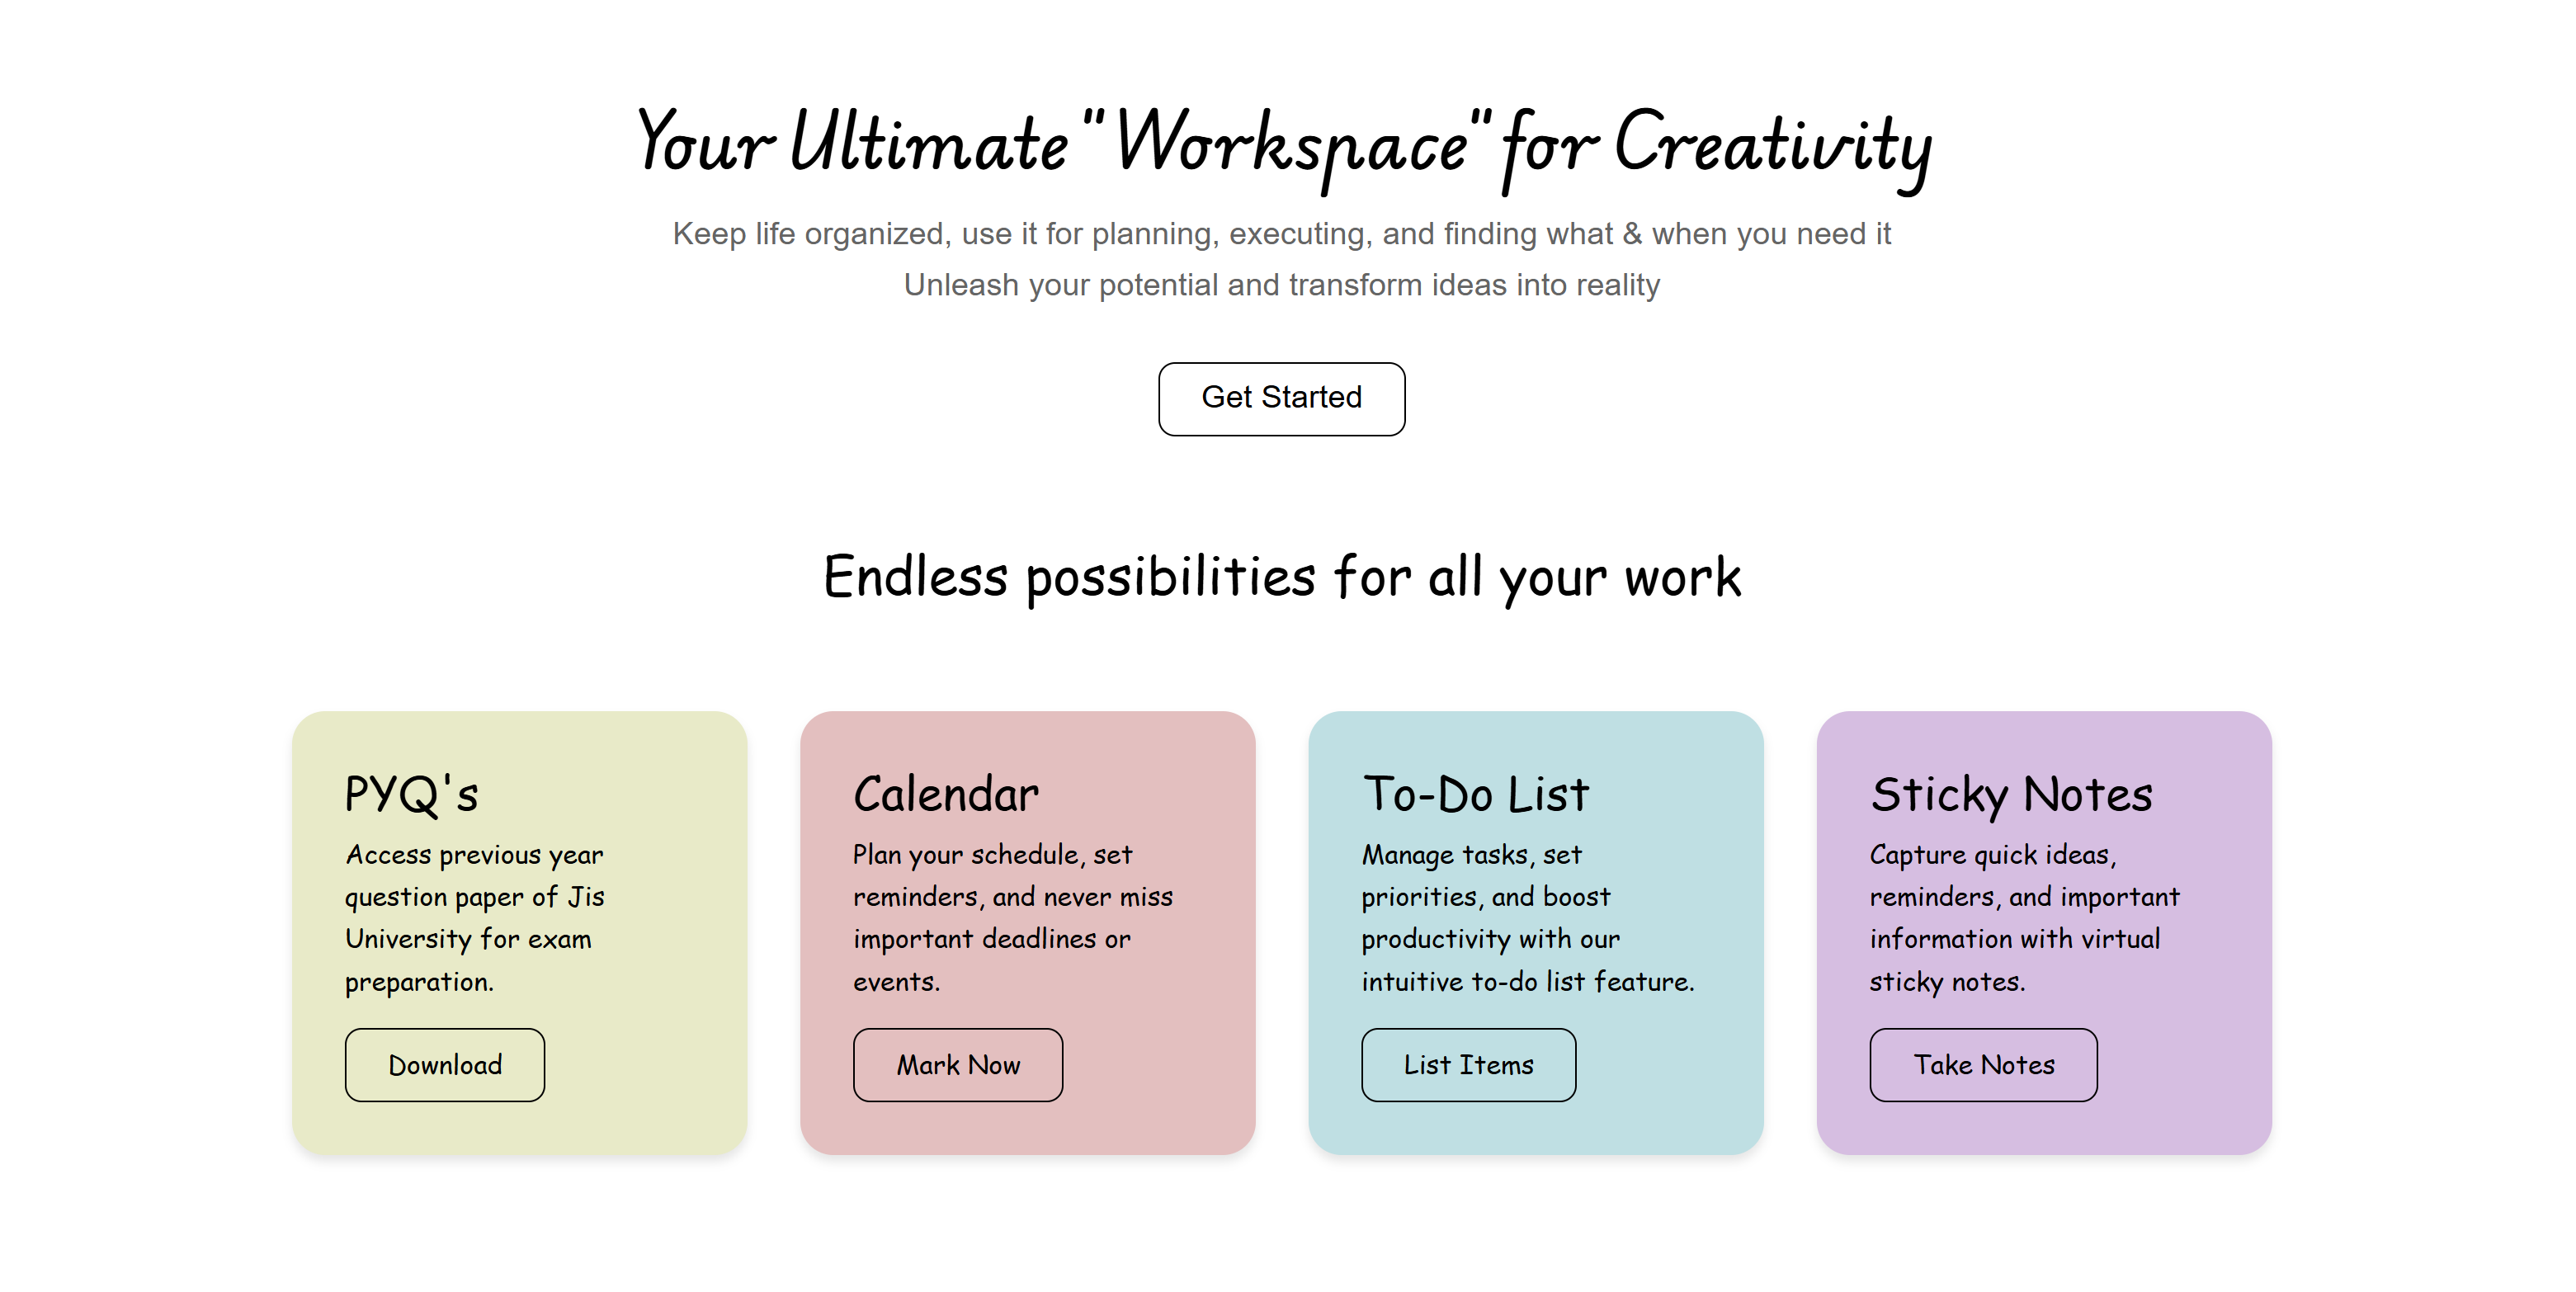 Your Ultimate "Workspace" for Creativity
Keep life organized, use it for planning, executing, and finding what & when you need it
Unleash your potential and transform ideas into reality
Get Started
Endless possibilities for all your work
PYQ's
Access previous year
question paper of Jis
University for exam
preparation.
Download
Calendar
Plan your schedule, set
reminders, and never miss
important deadlines or
events.
Mark Now
To-Do List
Manage tasks, set
priorities, and boost
productivity with our
intuitive to-do list feature.
List Items
Sticky Notes
Capture quick ideas,
reminders, and important
information with virtual
sticky notes.
Take Notes